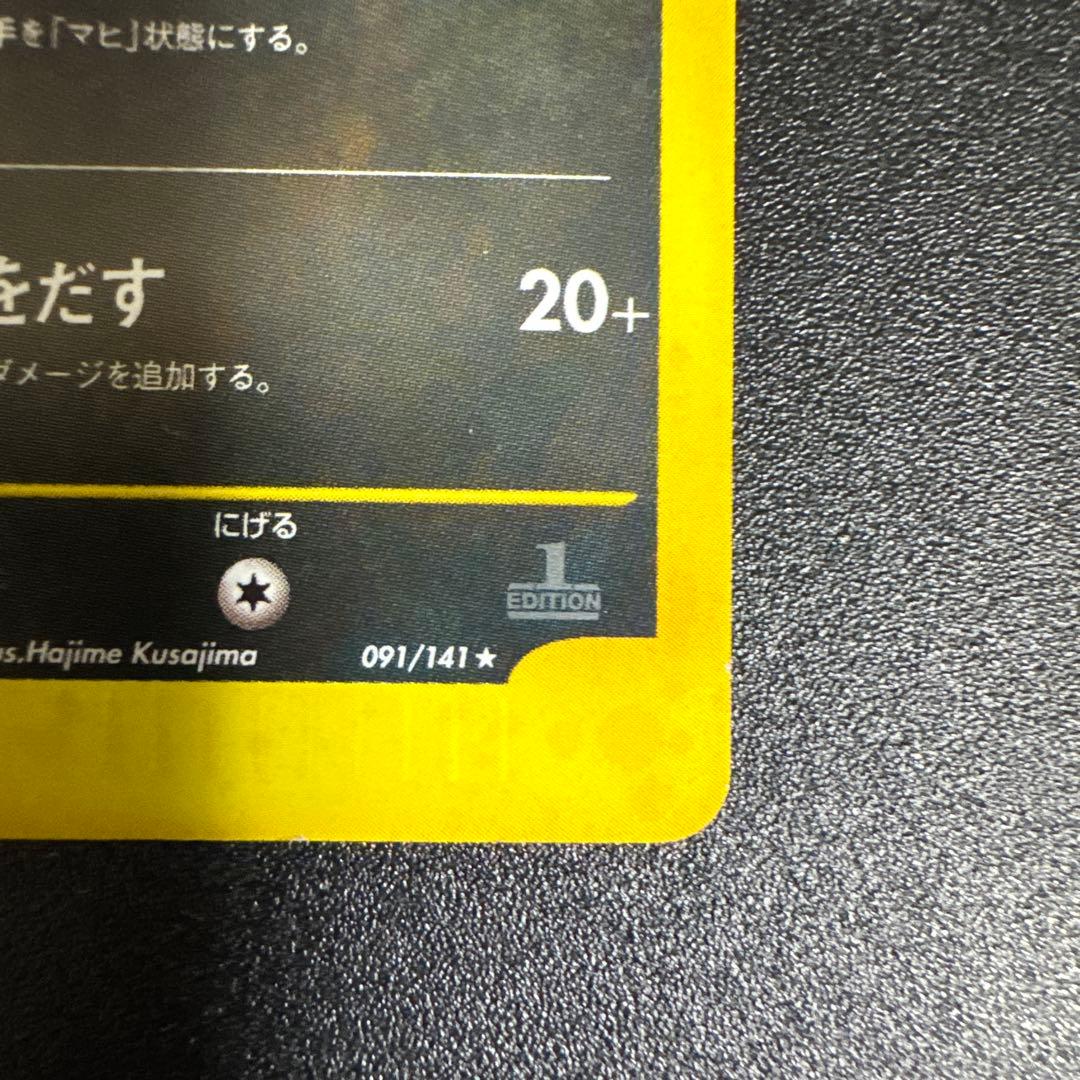 手を「マヒ」状態にする。
をだす 20+
ダメージを追加する。
にげる
1
EDITION
us.Hajime Kusajima 091/141★